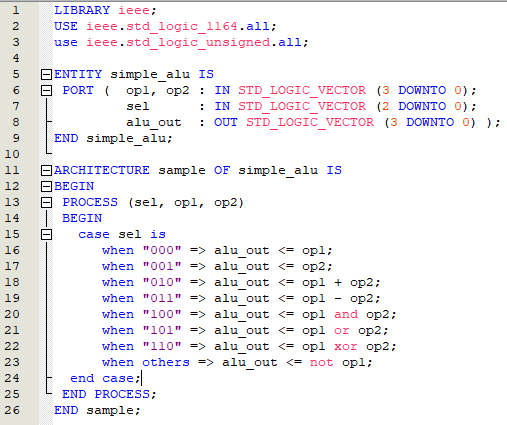 1 LIBRARY ieee;
2 USE ieee.std_logic_1164.all;
3 use ieee.std_logic_unsigned.all;
4
5 ENTITY simple_alu IS
6 PORT ( op1, op2 : IN STD_LOGIC_VECTOR (3 DOWNTO 0);
7 sel : IN STD_LOGIC_VECTOR (2 DOWNTO 0);
8 alu_out : OUT STD_LOGIC_VECTOR (3 DOWNTO 0) );
9 END simple_alu;
10
11 ARCHITECTURE sample OF simple_alu IS
12 BEGIN
13 PROCESS (sel, op1, op2)
14 BEGIN
15 case sel is
16 when "000" => alu_out <= op1;
17 when "001" => alu_out <= op2;
18 when "010" => alu_out <= op1 + op2;
19 when "011" => alu_out <= op1 - op2;
20 when "100" => alu_out <= op1 and op2;
21 when "101" => alu_out <= op1 or op2;
22 when "110" => alu_out <= op1 xor op2;
23 when others => alu_out <= not op1;
24 end case;
25 END PROCESS;
26 END sample;